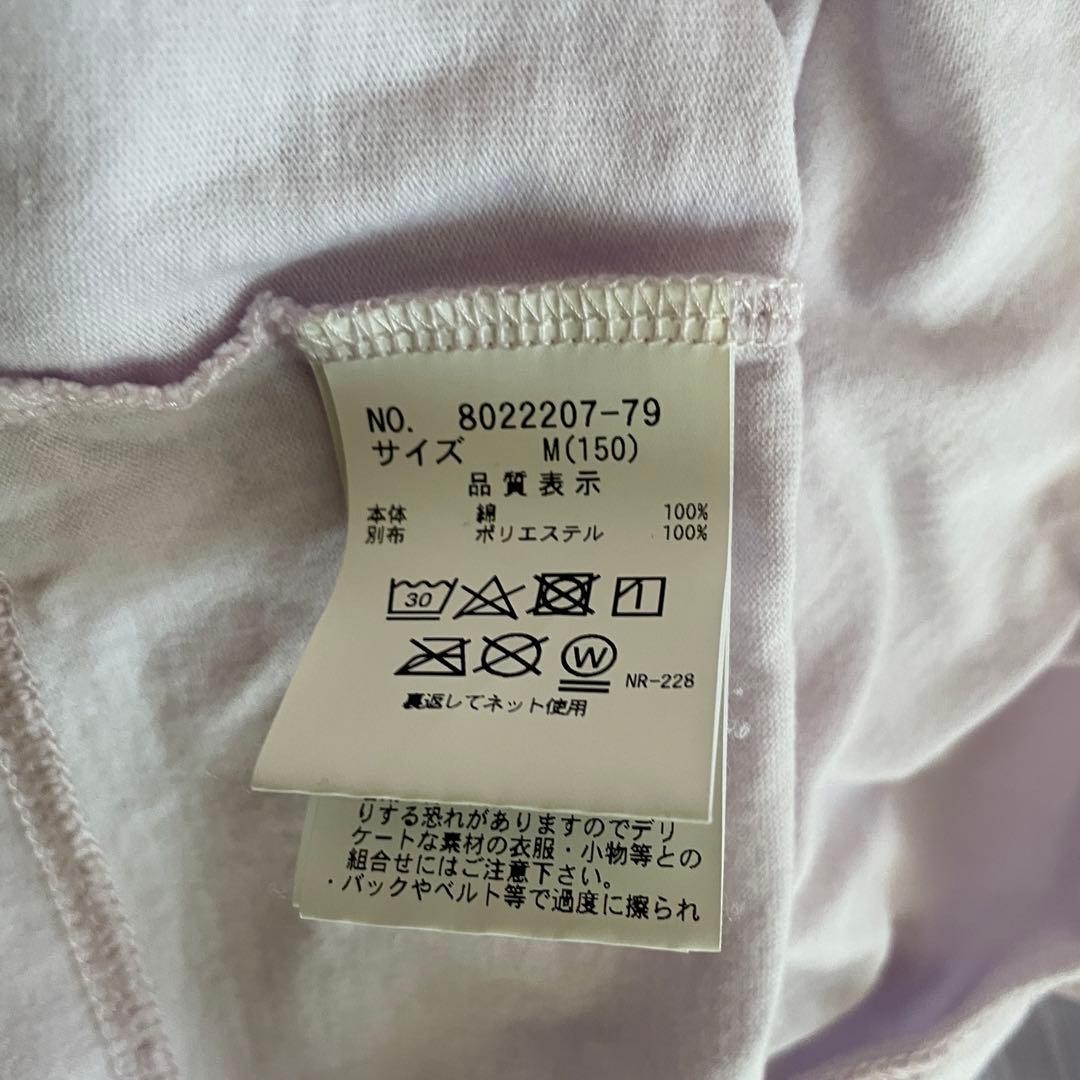 NO. 8022207-79
サイズ M(150)
品質表示
本体 綿 100%
別布 ポリエステル 100%
30
W
NR-228
裏返してネット使用
りする恐れがありますのでデリ
ケートな素材の衣服・小物等との
組合せにはご注意下さい。
・バックやベルト等で過度に擦られ